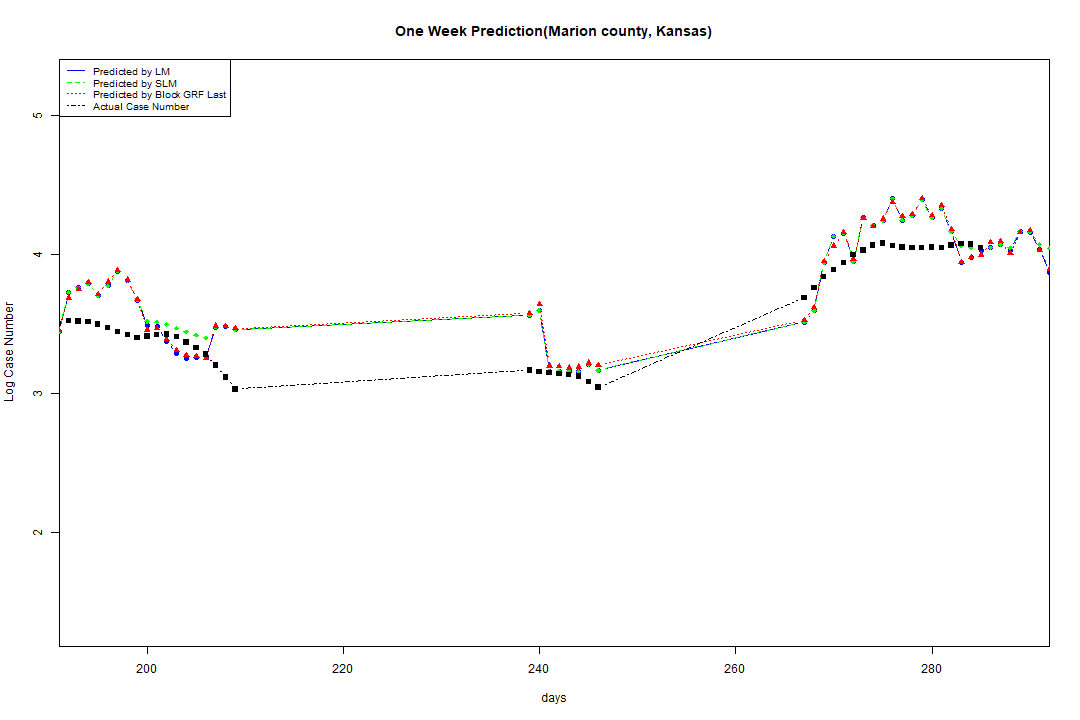 One Week Prediction(Marion county, Kansas)
Predicted by LM
Predicted by SLM
Predicted by Block GRF Last
Actual Case Number
5
4
3
2
Log Case Number
200 220 240 260 280
days